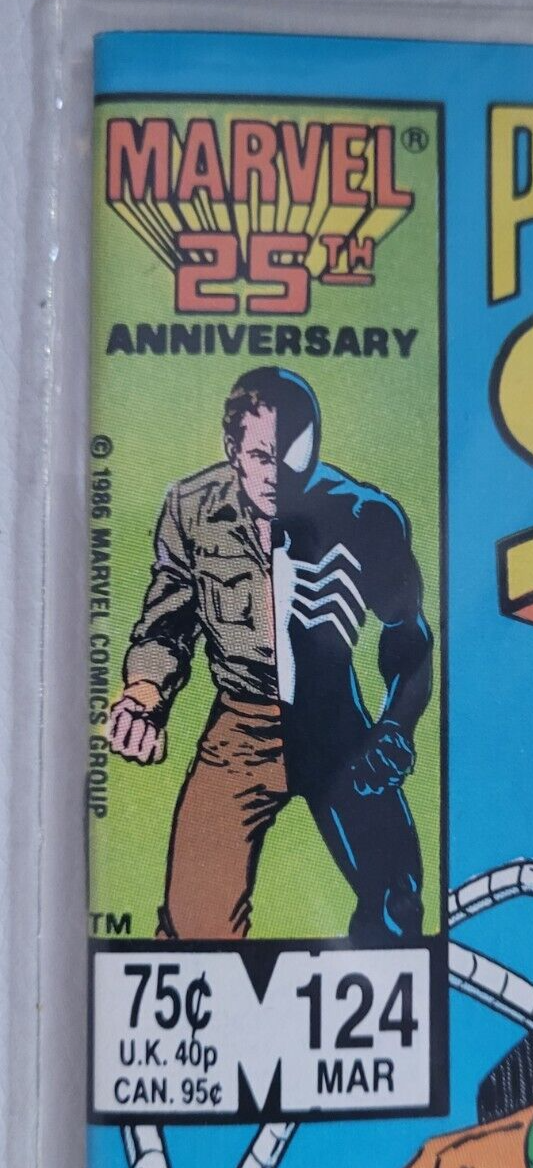 MARVEL®
25TH
ANNIVERSARY
© 1986 MARVEL COMICS GROUP
TM
75¢
U.K. 40p
CAN. 95¢
124
MAR
P